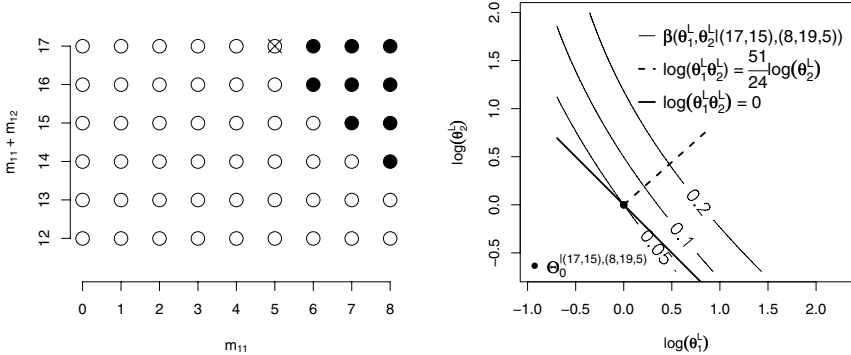 m₁₁ + m₁₂
17
16
15
14
13
12
0 1 2 3 4 5 6 7 8
m₁₁
log(θ₂ᴸ)
2.0
1.5
1.0
0.5
0.0
−0.5
β(θ₁ᴸ,θ₂ᴸ|(17,15),(8,19,5))
log(θ₁ᴸθ₂ᴸ) = 51/24 log(θ₂ᴸ)
log(θ₁ᴸθ₂ᴸ) = 0
0.2
0.1
0.05
Θ₀^|(17,15),(8,19,5)
−1.0 −0.5 0.0 0.5 1.0 1.5 2.0
log(θ₁ᴸ)